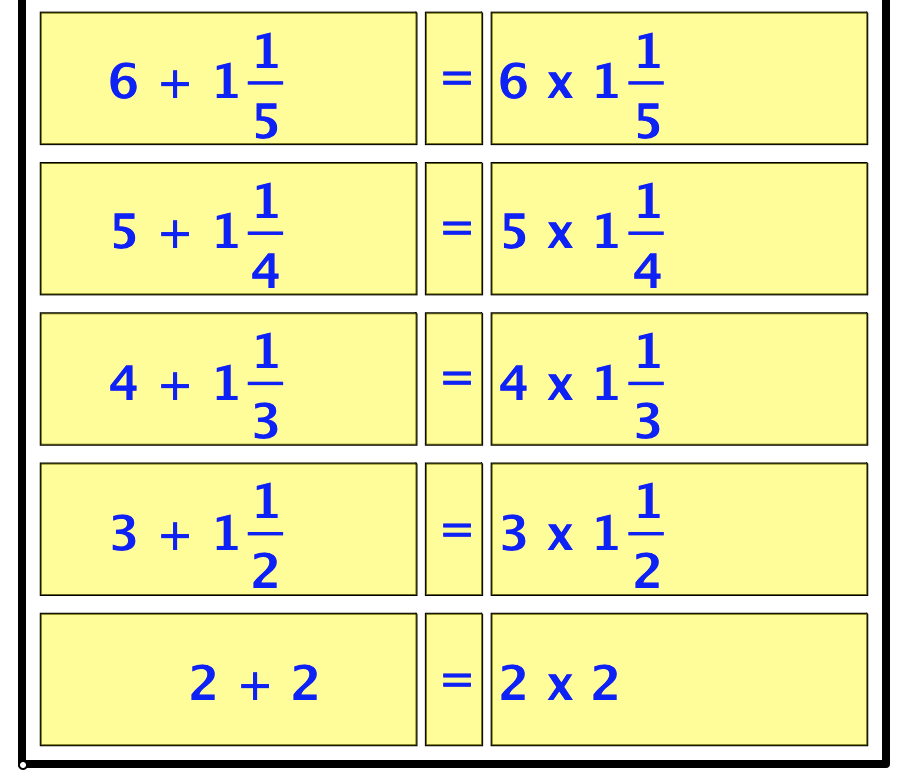 6 + 1 1/5 = 6 x 1 1/5
5 + 1 1/4 = 5 x 1 1/4
4 + 1 1/3 = 4 x 1 1/3
3 + 1 1/2 = 3 x 1 1/2
2 + 2 = 2 x 2